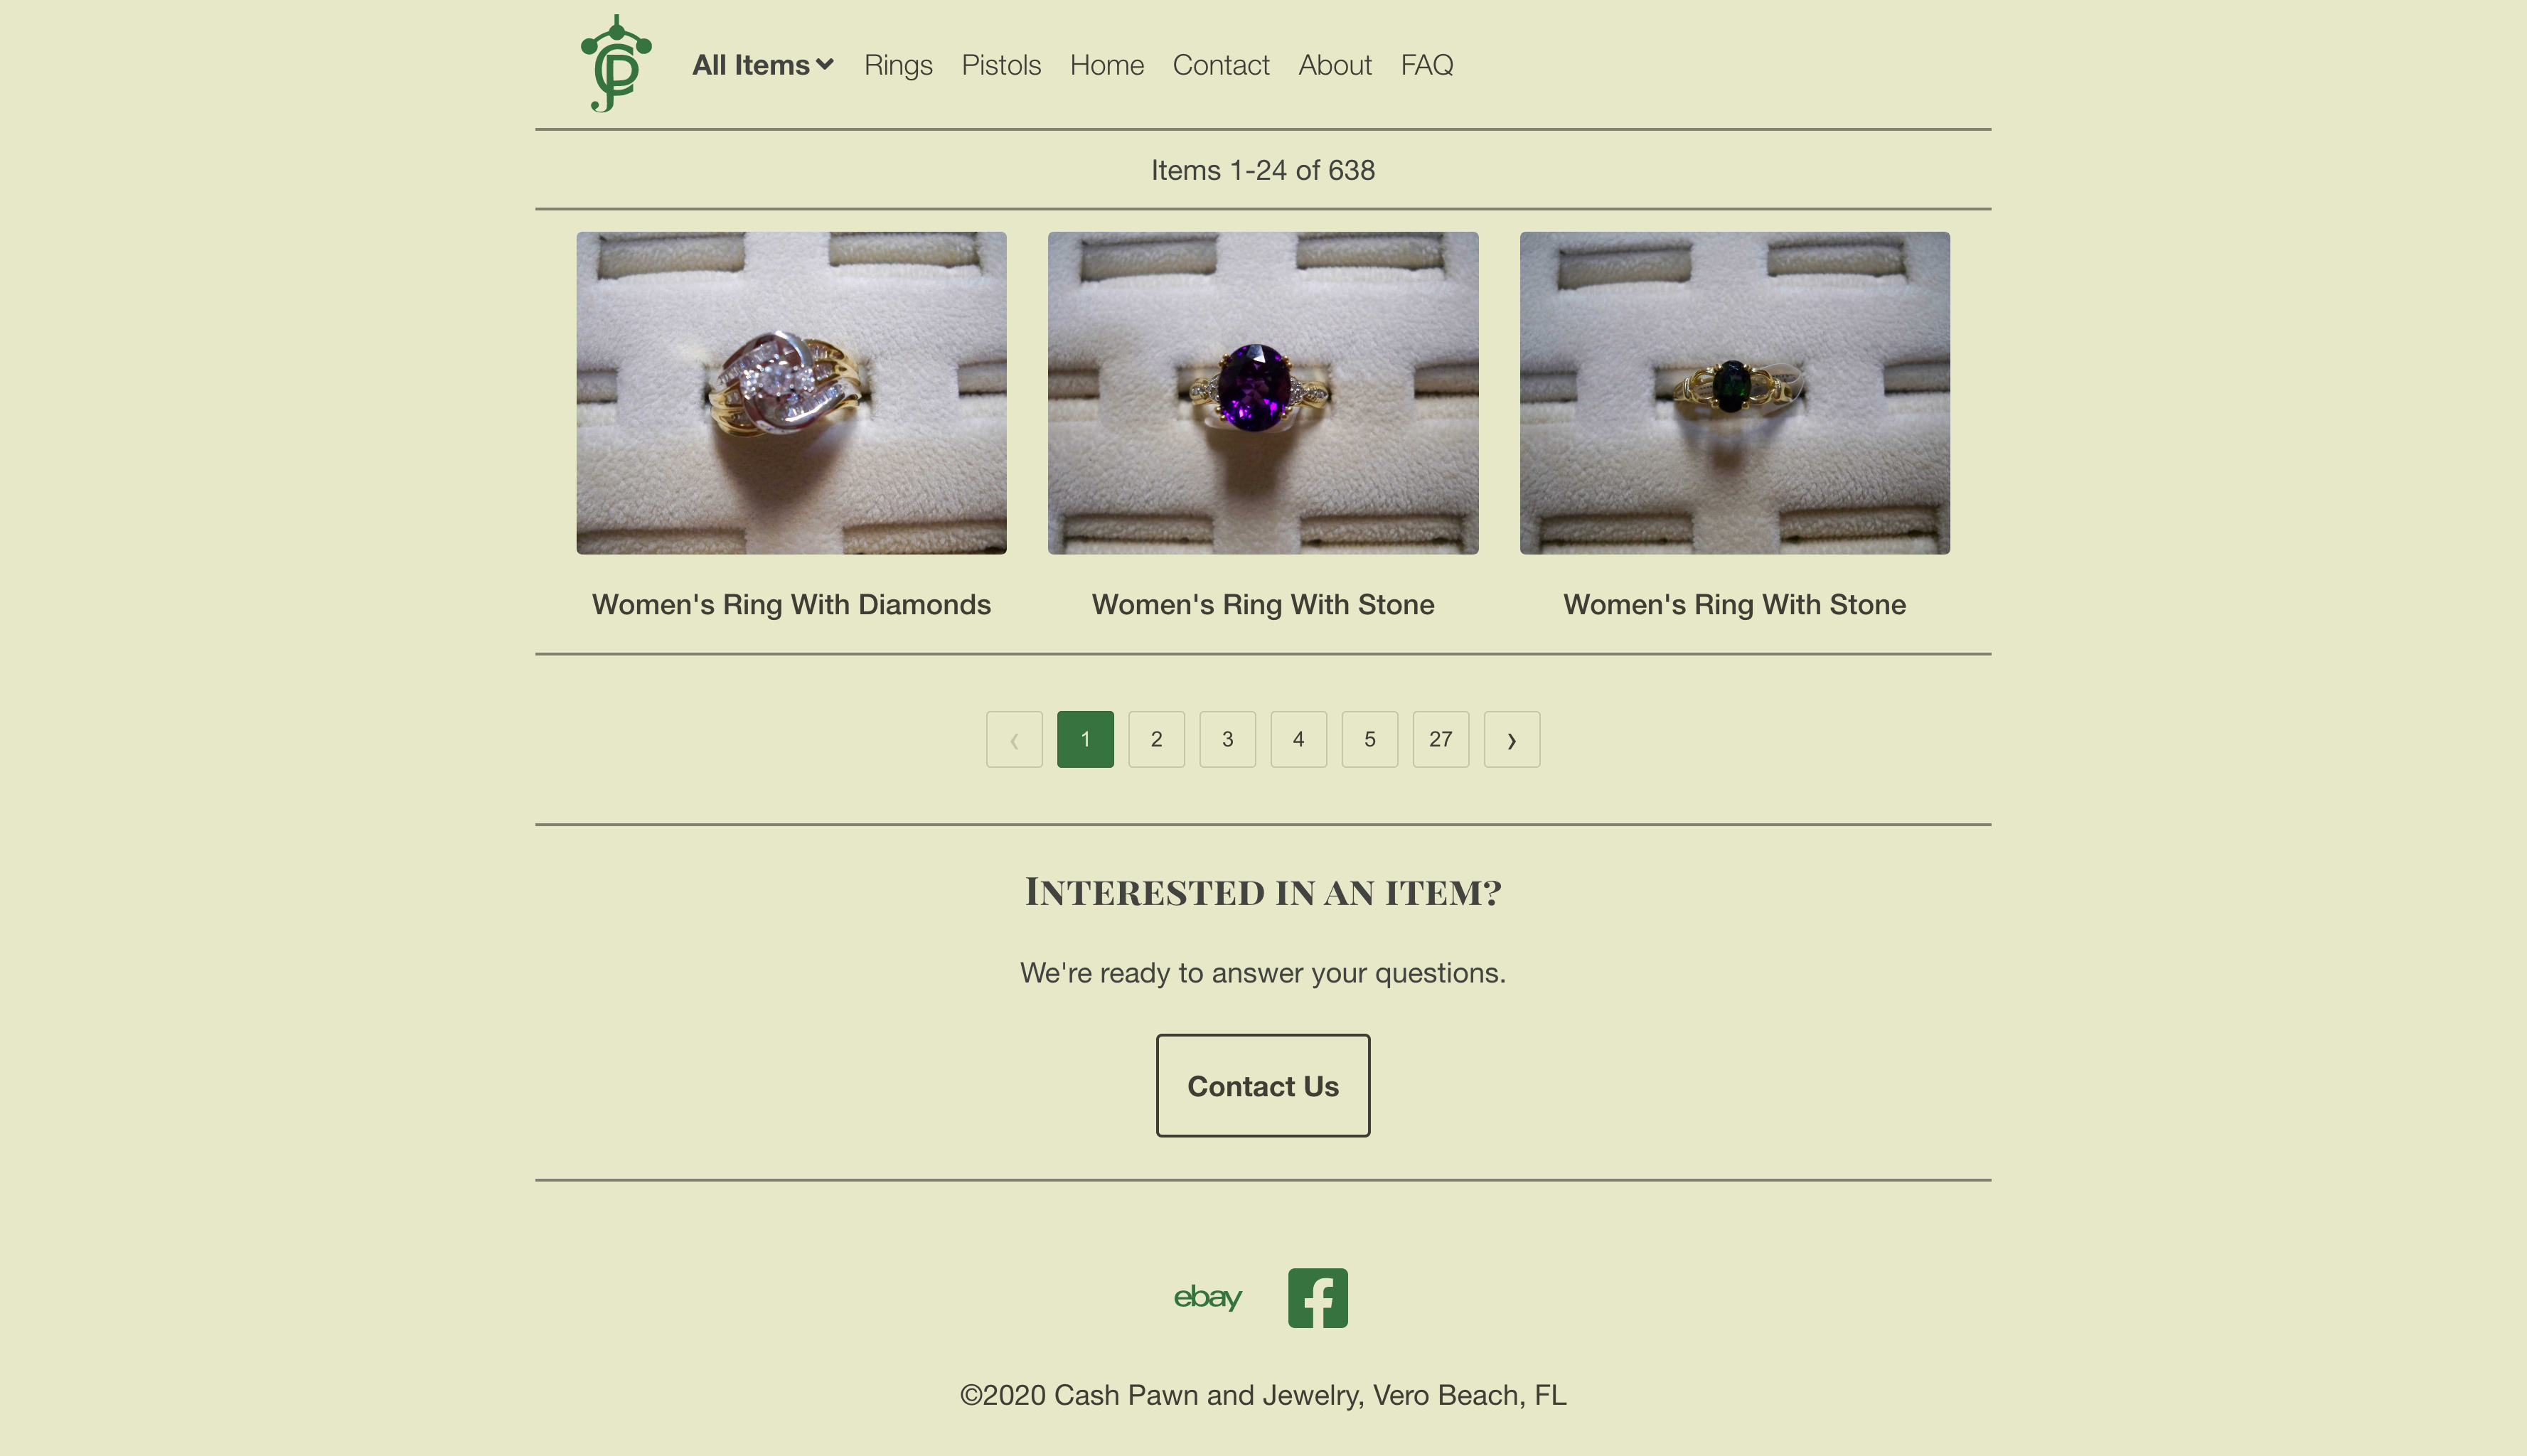 All Items Rings Pistols Home Contact About FAQ
Items 1-24 of 638
Women's Ring With Diamonds
Women's Ring With Stone
Women's Ring With Stone
‹ 1 2 3 4 5 27 ›
Interested in an item?
We're ready to answer your questions.
Contact Us
ebay
©2020 Cash Pawn and Jewelry, Vero Beach, FL